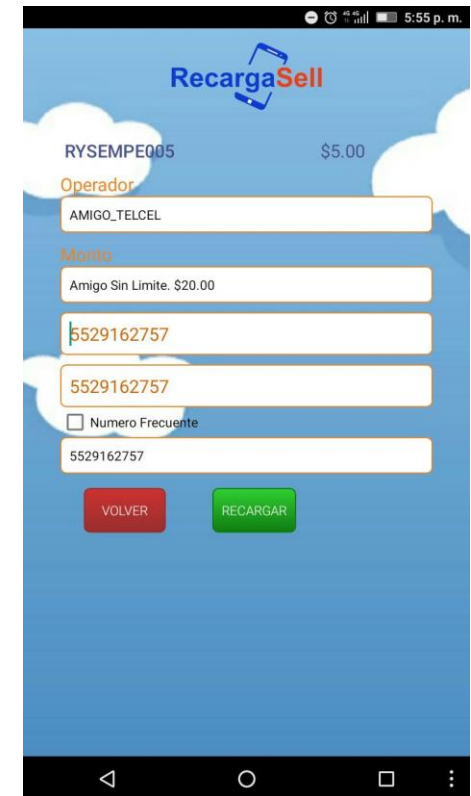 5:55 p. m.
RecargaSell
RYSEMPE005 $5.00
Operador
AMIGO_TELCEL
Monto
Amigo Sin Limite. $20.00
5529162757
5529162757
Numero Frecuente
5529162757
VOLVER RECARGAR